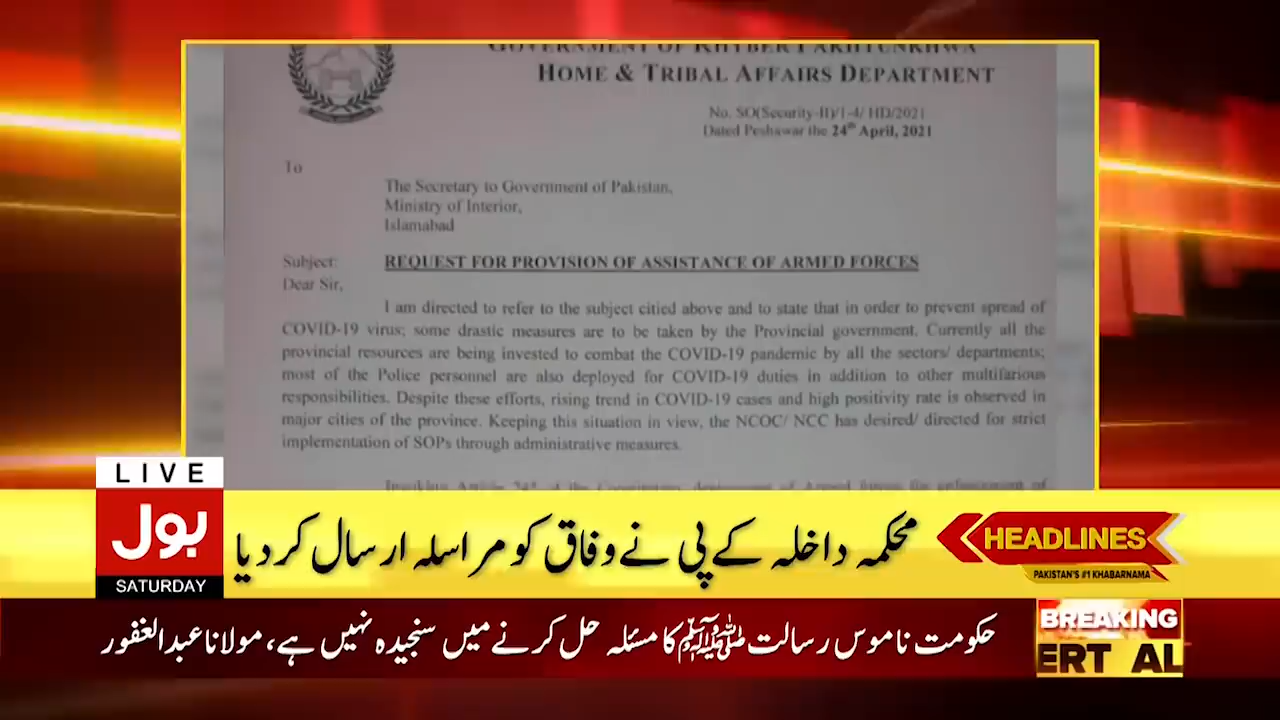 GOVERNMENT OF KHYBER PAKHTUNKHWA
HOME & TRIBAL AFFAIRS DEPARTMENT
No. SO(Security-II)/1-4/ HD/2021
Dated Peshawar the 24th April, 2021
To
The Secretary to Government of Pakistan,
Ministry of Interior,
Islamabad
Subject: REQUEST FOR PROVISION OF ASSISTANCE OF ARMED FORCES
Dear Sir,
I am directed to refer to the subject citied above and to state that in order to prevent spread of
COVID-19 virus; some drastic measures are to be taken by the Provincial government. Currently all the
provincial resources are being invested to combat the COVID-19 pandemic by all the sectors/ departments;
most of the Police personnel are also deployed for COVID-19 duties in addition to other multifarious
responsibilities. Despite these efforts, rising trend in COVID-19 cases and high positivity rate is observed in
major cities of the province. Keeping this situation in view, the NCOC/ NCC has desired/ directed for strict
implementation of SOPs through administrative measures.
LIVE
بول
SATURDAY
محکمہ داخلہ کے پی نے وفاق کو مراسلہ ارسال کردیا
HEADLINES
PAKISTAN'S #1 KHABARNAMA
حکومت ناموس رسالت ﷺ کا مسئلہ حل کرنے میں سنجیدہ نہیں ہے، مولانا عبدالغفور
BREAKING
ERT AL